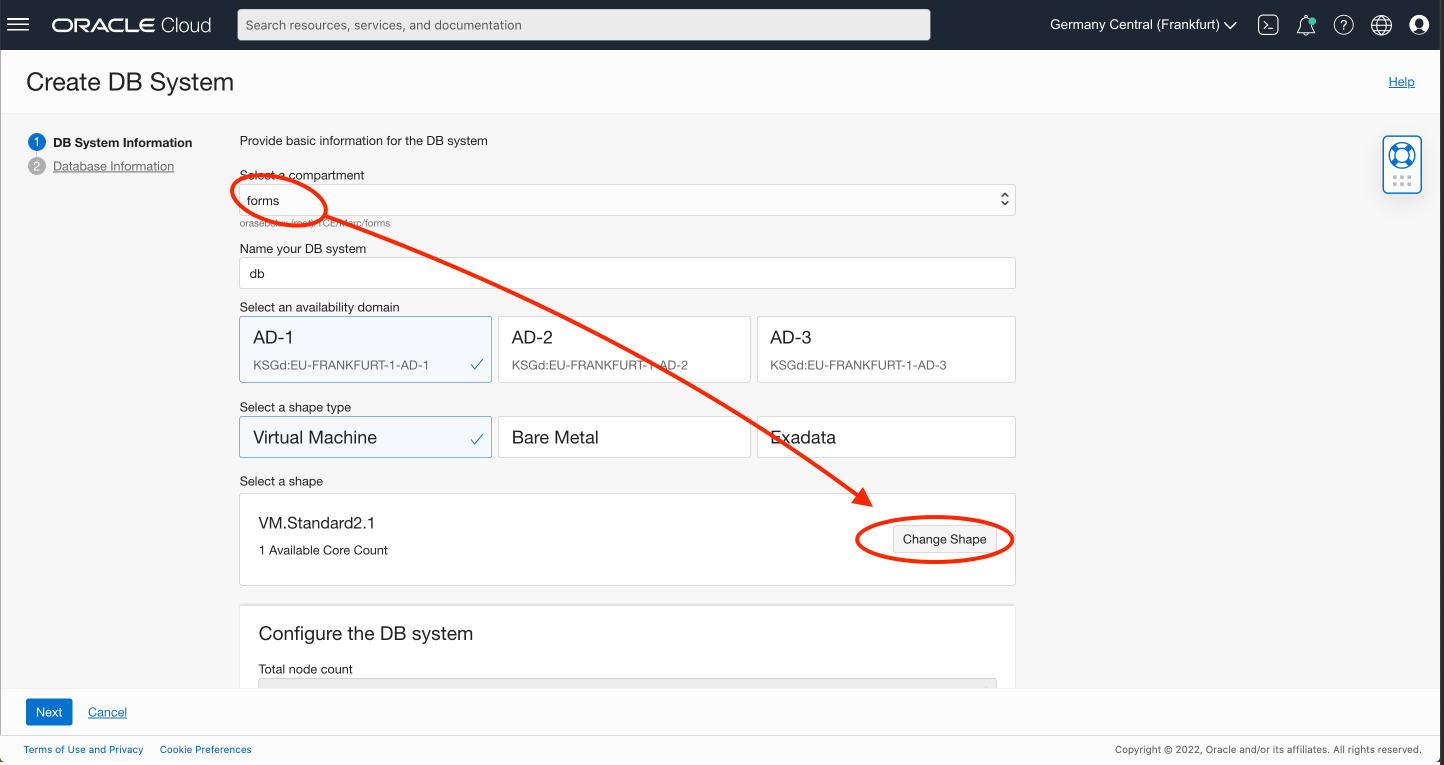 ORACLE Cloud
Search resources, services, and documentation
Germany Central (Frankfurt)
Create DB System
Help
1 DB System Information
2 Database Information
Provide basic information for the DB system
Select a compartment
forms
(root)/TCE/Marc/forms
Name your DB system
db
Select an availability domain
AD-1
KSGd:EU-FRANKFURT-1-AD-1
AD-2
KSGd:EU-FRANKFURT-1-AD-2
AD-3
KSGd:EU-FRANKFURT-1-AD-3
Select a shape type
Virtual Machine
Bare Metal
Exadata
Select a shape
VM.Standard2.1
1 Available Core Count
Change Shape
Configure the DB system
Total node count
Next
Cancel
Terms of Use and Privacy
Cookie Preferences
Copyright © 2022, Oracle and/or its affiliates. All rights reserved.